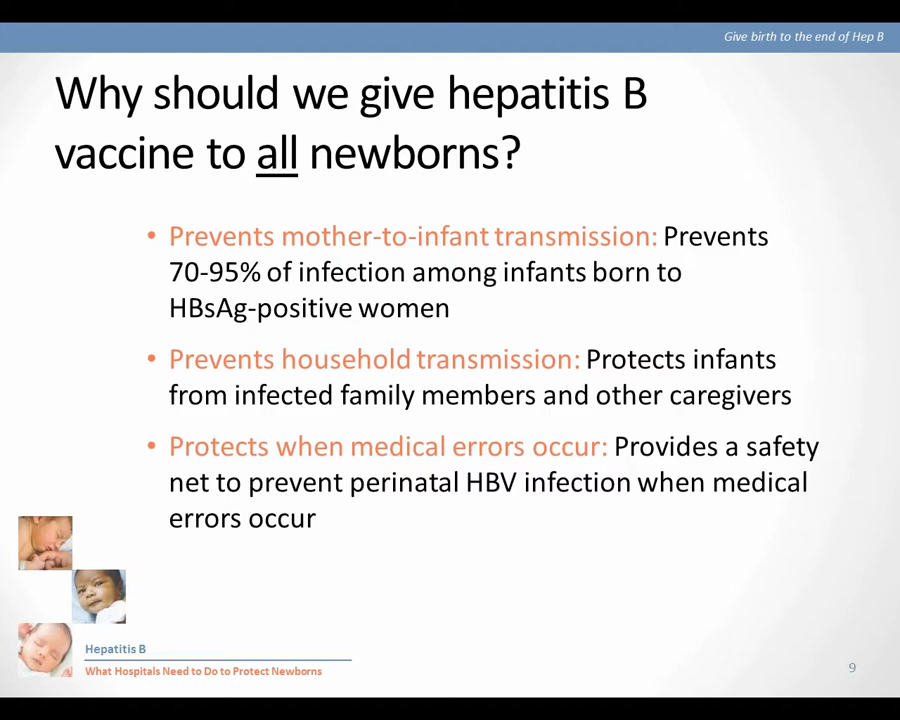 Give birth to the end of Hep B
Why should we give hepatitis B
vaccine to all newborns?
• Prevents mother-to-infant transmission: Prevents
70-95% of infection among infants born to
HBsAg-positive women
• Prevents household transmission: Protects infants
from infected family members and other caregivers
• Protects when medical errors occur: Provides a safety
net to prevent perinatal HBV infection when medical
errors occur
Hepatitis B
What Hospitals Need to Do to Protect Newborns
9